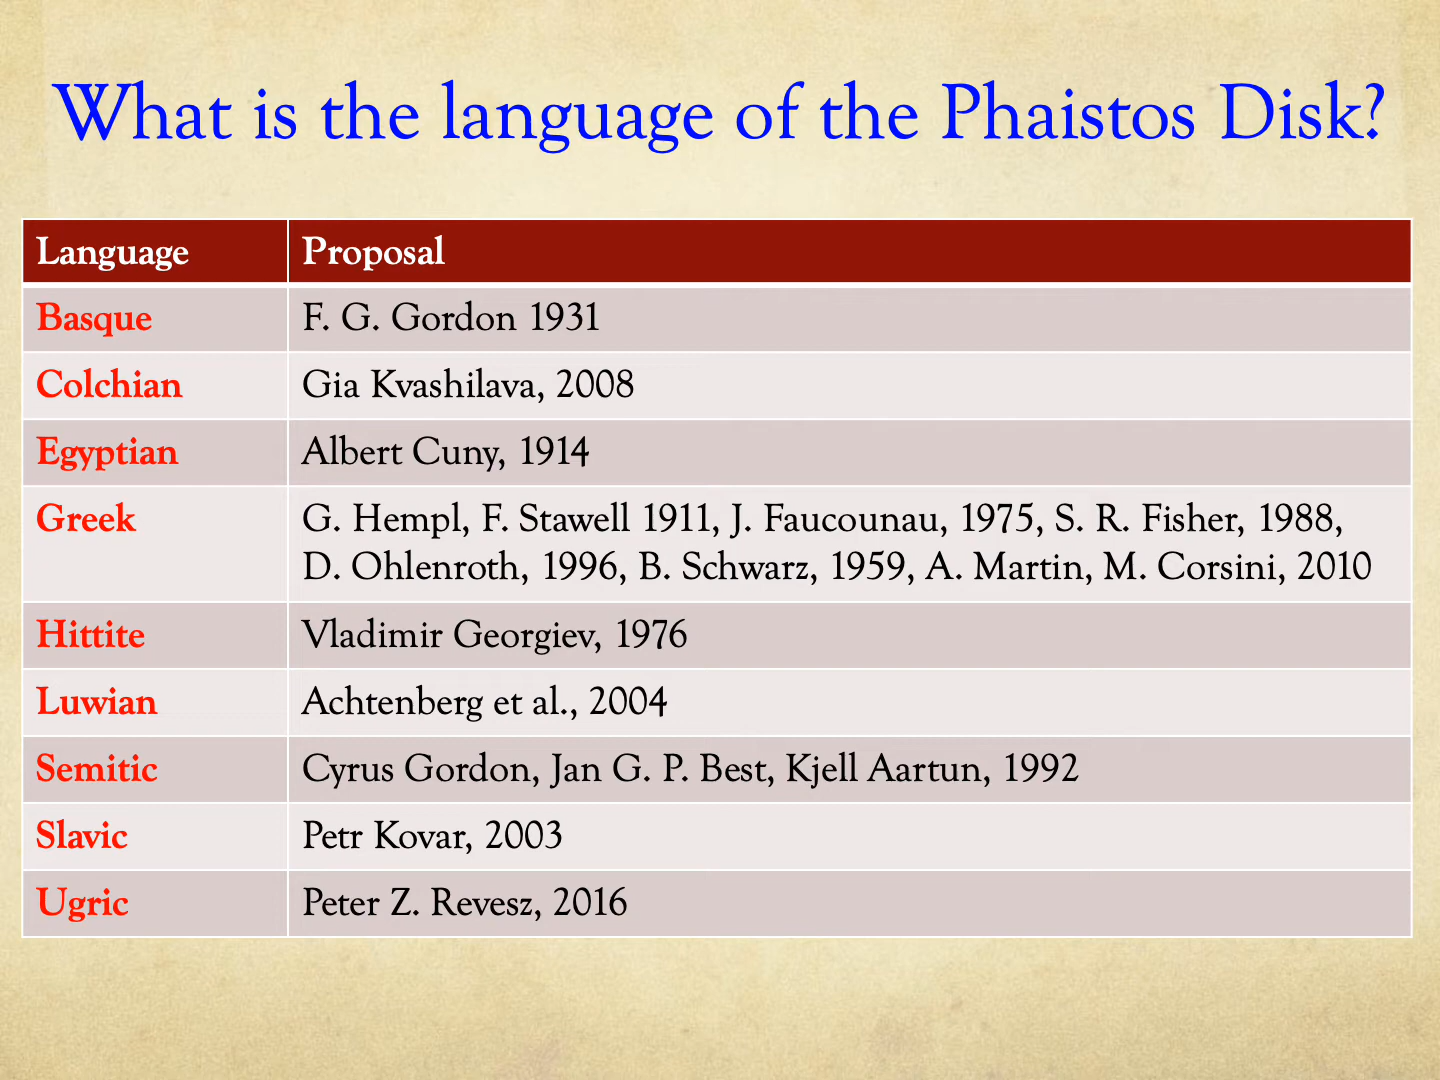 What is the language of the Phaistos Disk?
Language Proposal
Basque F. G. Gordon 1931
Colchian Gia Kvashilava, 2008
Egyptian Albert Cuny, 1914
Greek G. Hempl, F. Stawell 1911, J. Faucounau, 1975, S. R. Fisher, 1988,
D. Ohlenroth, 1996, B. Schwarz, 1959, A. Martin, M. Corsini, 2010
Hittite Vladimir Georgiev, 1976
Luwian Achtenberg et al., 2004
Semitic Cyrus Gordon, Jan G. P. Best, Kjell Aartun, 1992
Slavic Petr Kovar, 2003
Ugric Peter Z. Revesz, 2016